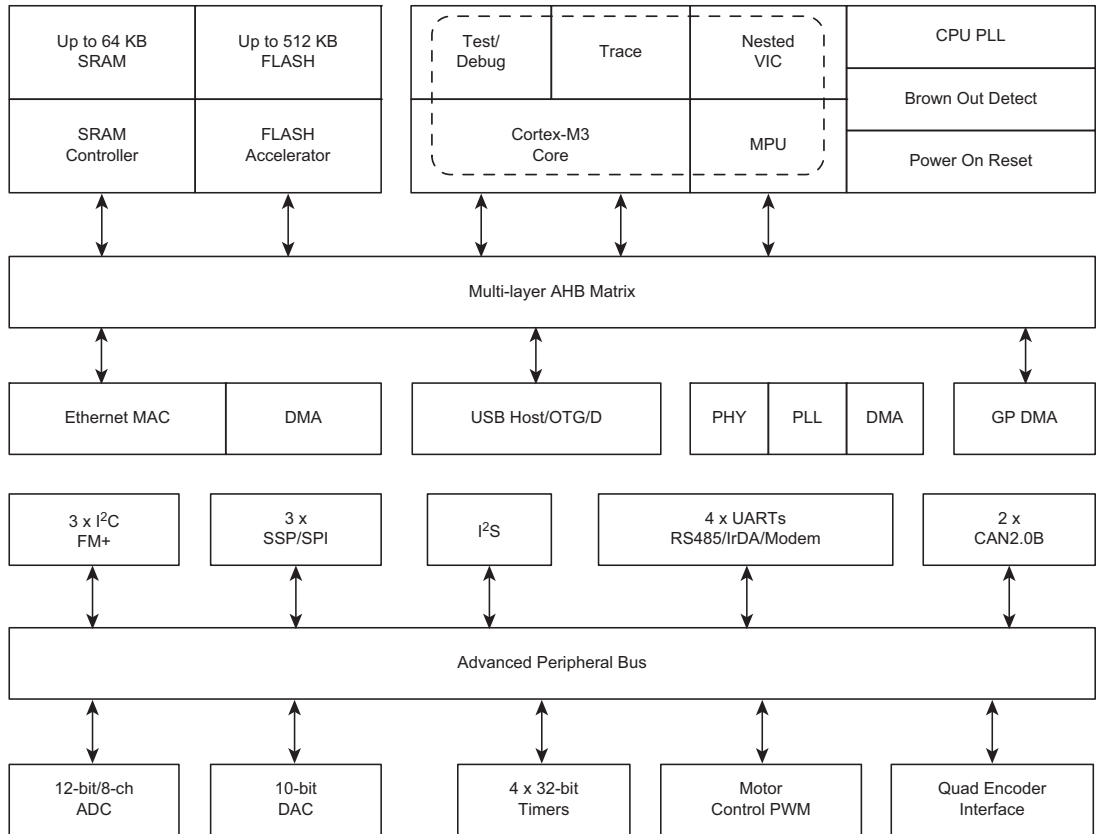 Up to 64 KB
SRAM
Up to 512 KB
FLASH
Test/
Debug
Trace
Nested
VIC
CPU PLL
Brown Out Detect
Power On Reset
SRAM
Controller
FLASH
Accelerator
Cortex-M3
Core
MPU
Multi-layer AHB Matrix
Ethernet MAC
DMA
USB Host/OTG/D
PHY
PLL
DMA
GP DMA
3 x I²C
FM+
3 x
SSP/SPI
I²S
4 x UARTs
RS485/IrDA/Modem
2 x
CAN2.0B
Advanced Peripheral Bus
12-bit/8-ch
ADC
10-bit
DAC
4 x 32-bit
Timers
Motor
Control PWM
Quad Encoder
Interface